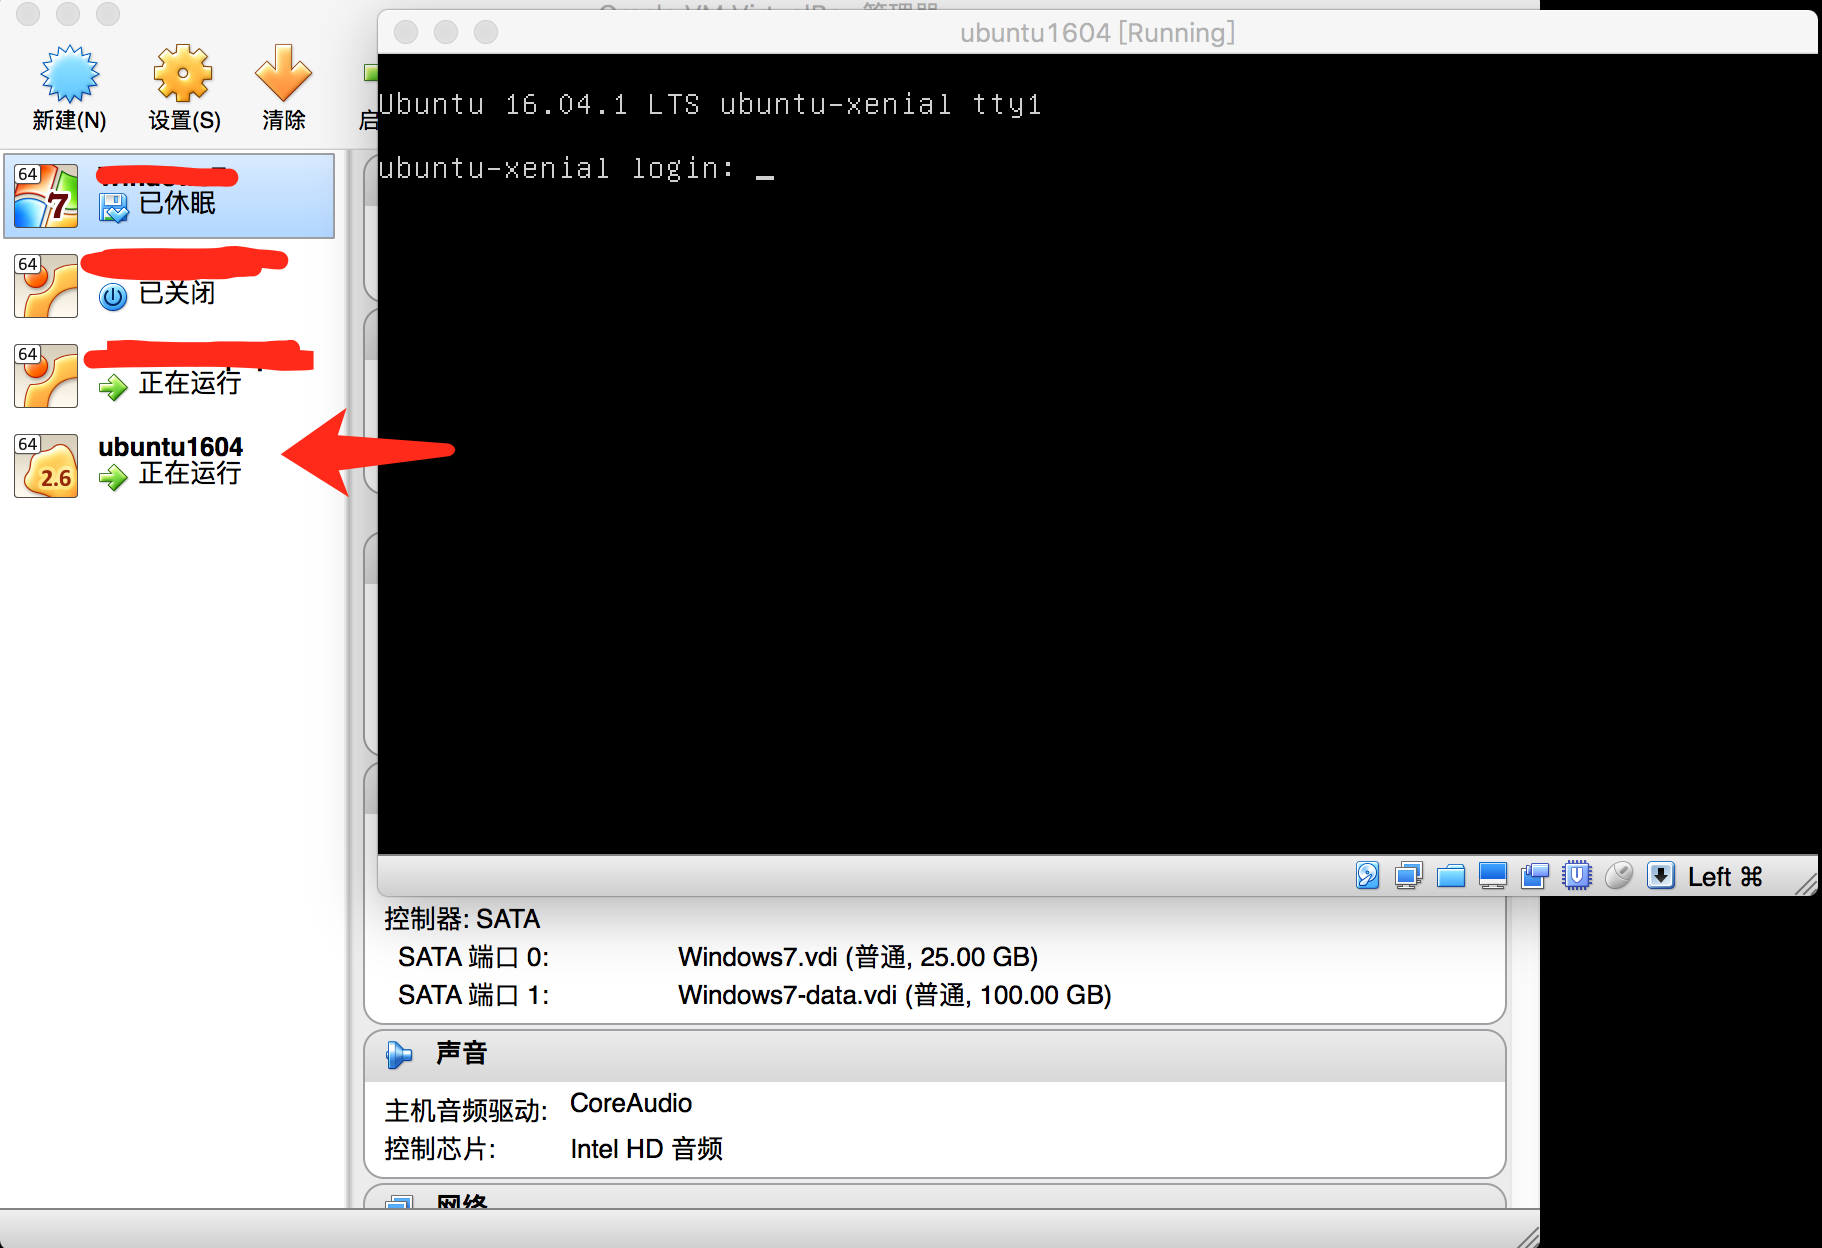 ubuntu1604 [Running]
新建(N)
设置(S)
清除
启
Ubuntu 16.04.1 LTS ubuntu-xenial tty1
ubuntu-xenial login: _
64
7
已休眠
64
已关闭
64
正在运行
64
2.6
ubuntu1604
正在运行
Left ⌘
控制器: SATA
SATA 端口 0: Windows7.vdi (普通, 25.00 GB)
SATA 端口 1: Windows7-data.vdi (普通, 100.00 GB)
声音
主机音频驱动: CoreAudio
控制芯片: Intel HD 音频
网络